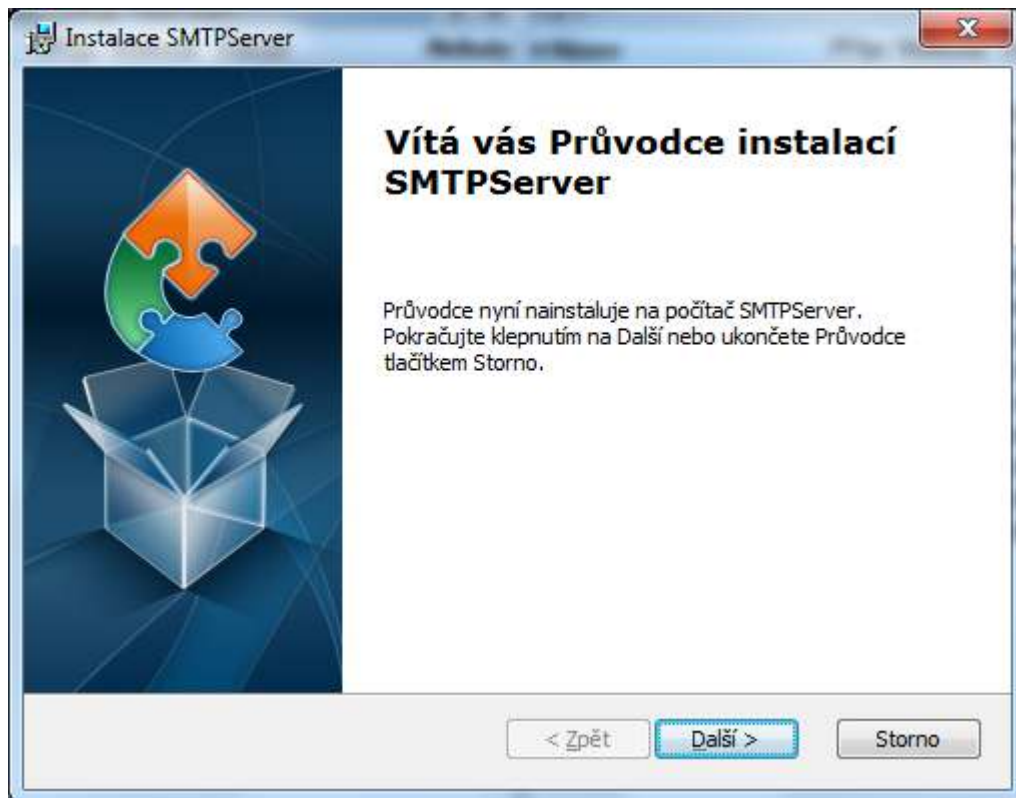 Instalace SMTPServer
Vítá vás Průvodce instalací
SMTPServer
Průvodce nyní nainstaluje na počítač SMTPServer.
Pokračujte klepnutím na Další nebo ukončete Průvodce
tlačítkem Storno.
< Zpět
Další >
Storno